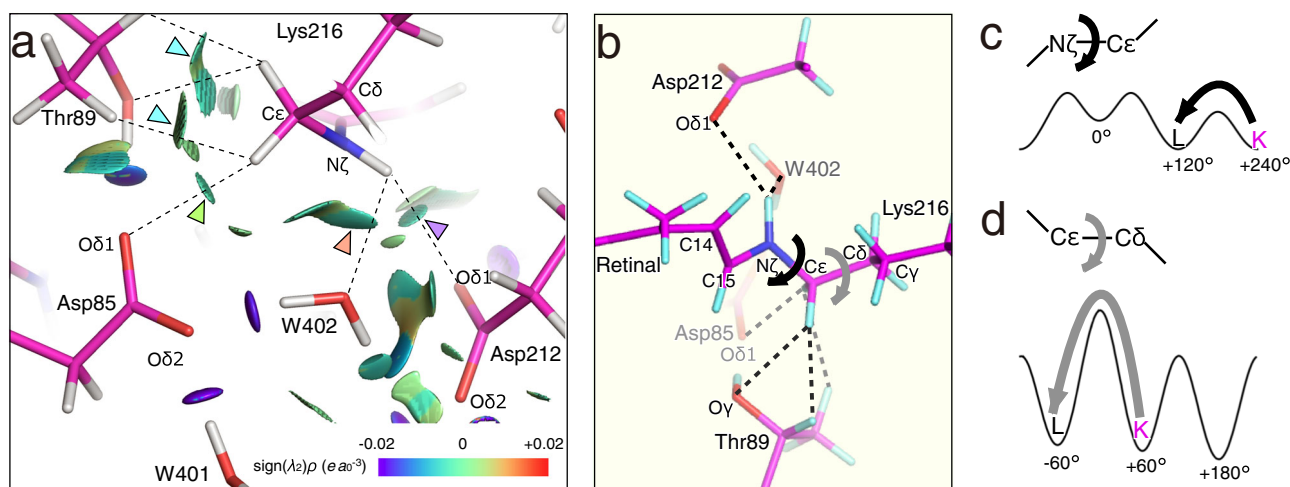 a
Lys216
Cδ
Thr89
Cε
Nζ
Oδ1
Oδ1
Asp85
W402
Asp212
Oδ2
Oδ2
W401
-0.02 0 +0.02
sign(λ2)ρ (e a0-3)
b
Asp212
Oδ1
W402
Lys216
C14
Cδ
Retinal
Nζ
Cε
Cγ
C15
Asp85
Oδ1
Oγ
Thr89
c
Nζ Cε
L K
0°
+120° +240°
d
Cε Cδ
L K
-60° +60° +180°